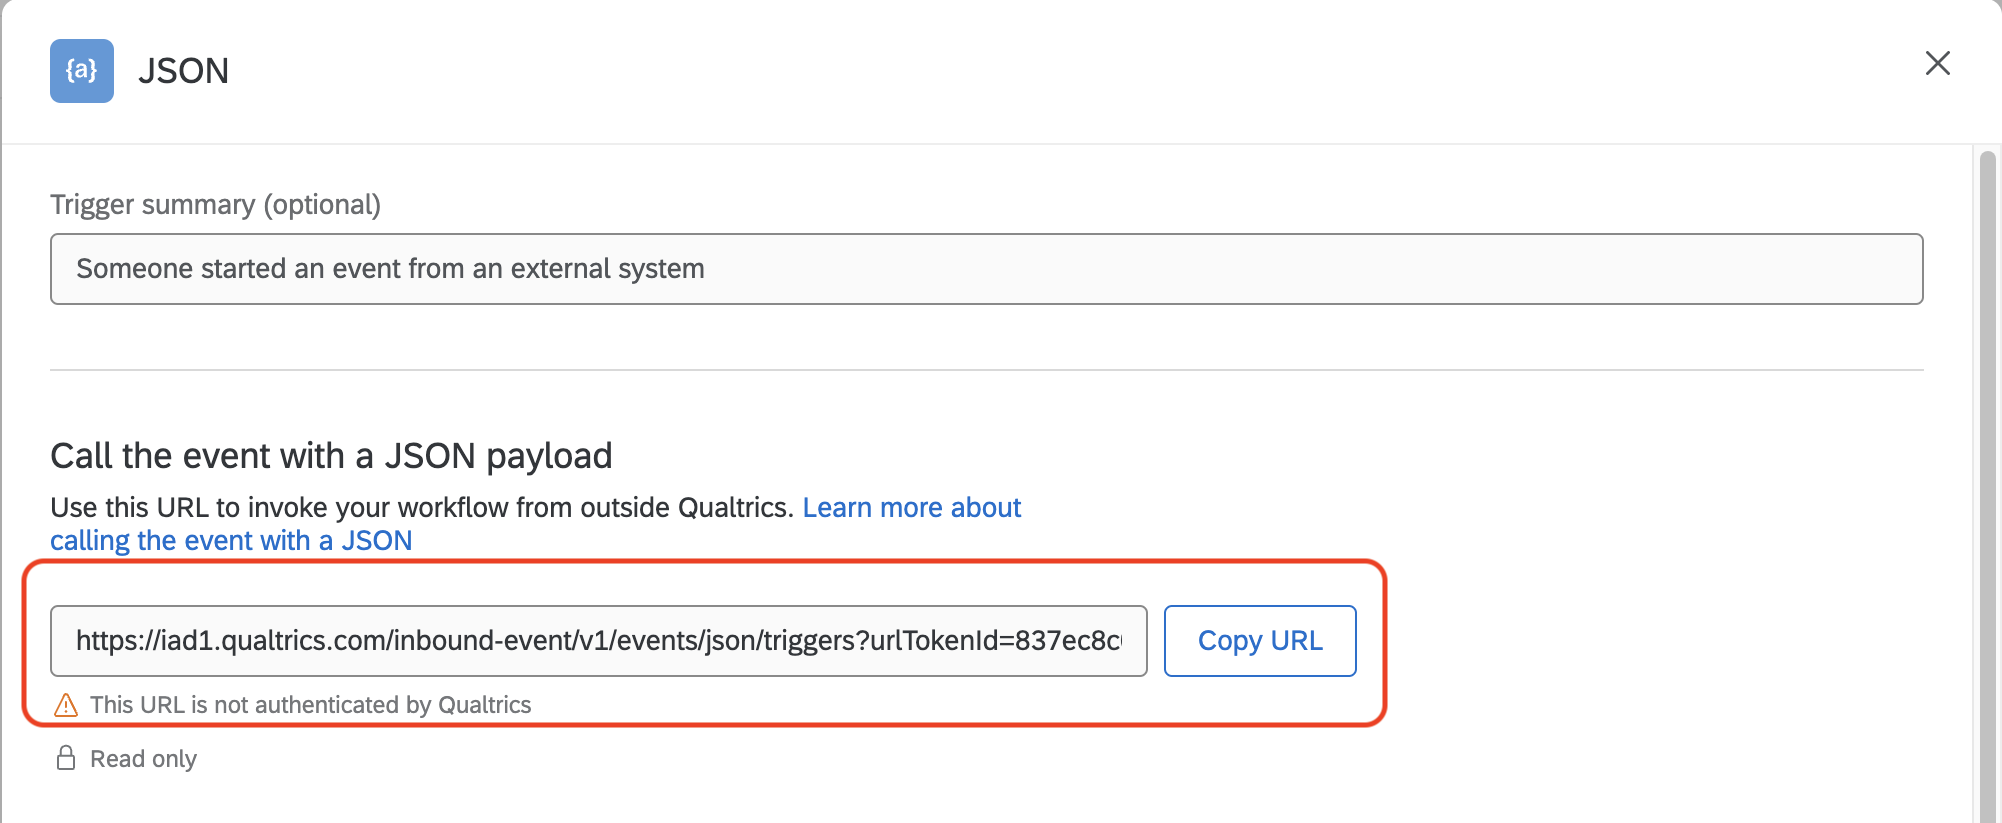 {a} JSON
Trigger summary (optional)
Someone started an event from an external system
Call the event with a JSON payload
Use this URL to invoke your workflow from outside Qualtrics. Learn more about
calling the event with a JSON
https://iad1.qualtrics.com/inbound-event/v1/events/json/triggers?urlTokenId=837ec8c Copy URL
This URL is not authenticated by Qualtrics
Read only